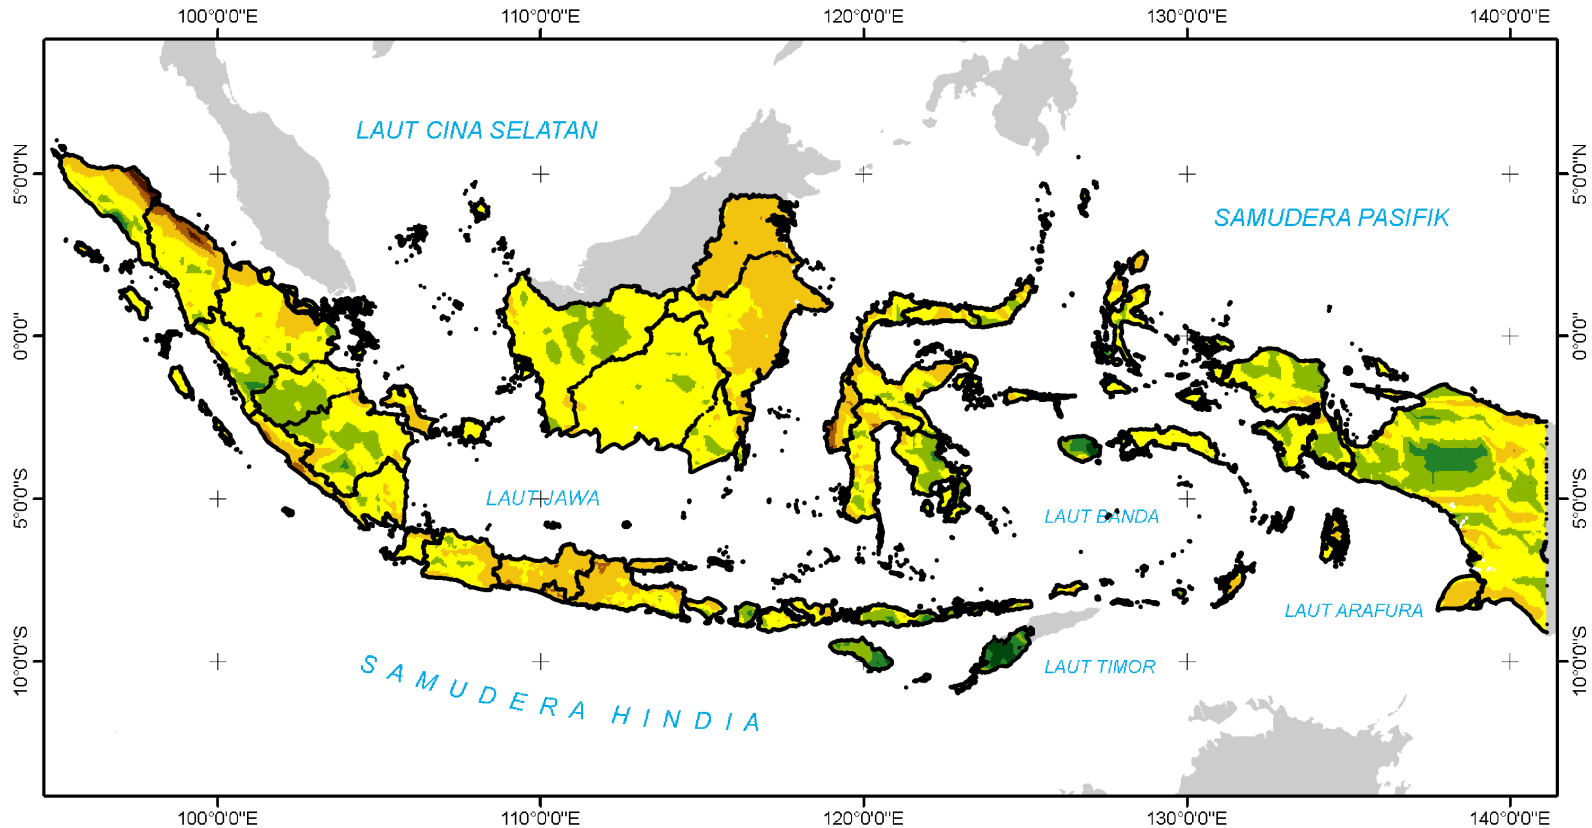 100°0'0"E 110°0'0"E 120°0'0"E 130°0'0"E 140°0'0"E
LAUT CINA SELATAN
5°0'0"N 5°0'0"N
SAMUDERA PASIFIK
0°0'0" 0°0'0"
5°0'0"S LAUT JAWA 5°0'0"S
LAUT BANDA
LAUT ARAFURA
10°0'0"S LAUT TIMOR 10°0'0"S
SAMUDERA HINDIA
100°0'0"E 110°0'0"E 120°0'0"E 130°0'0"E 140°0'0"E